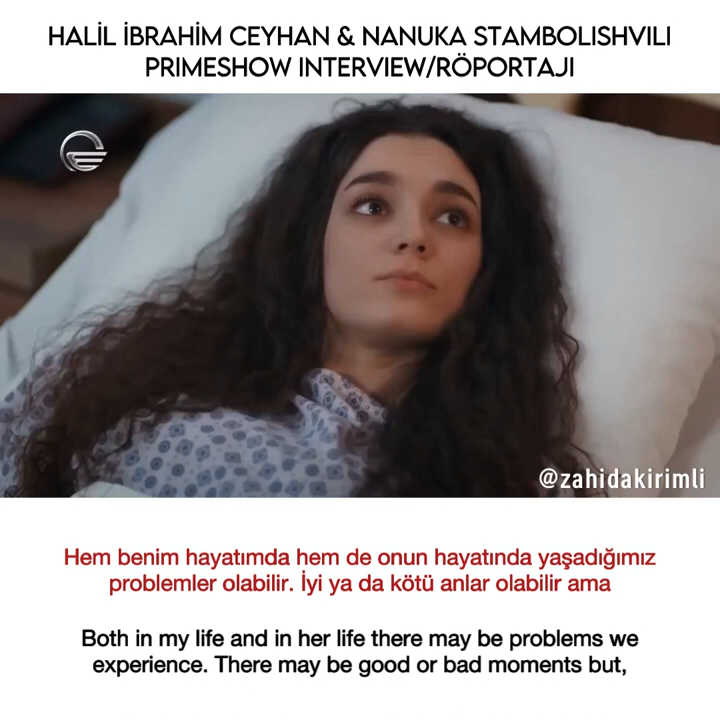 HALİL İBRAHİM CEYHAN & NANUKA STAMBOLISHVILI
PRIMESHOW INTERVIEW/RÖPORTAJI
@zahidakirimli
Hem benim hayatımda hem de onun hayatında yaşadığımız
problemler olabilir. İyi ya da kötü anlar olabilir ama
Both in my life and in her life there may be problems we
experience. There may be good or bad moments but,